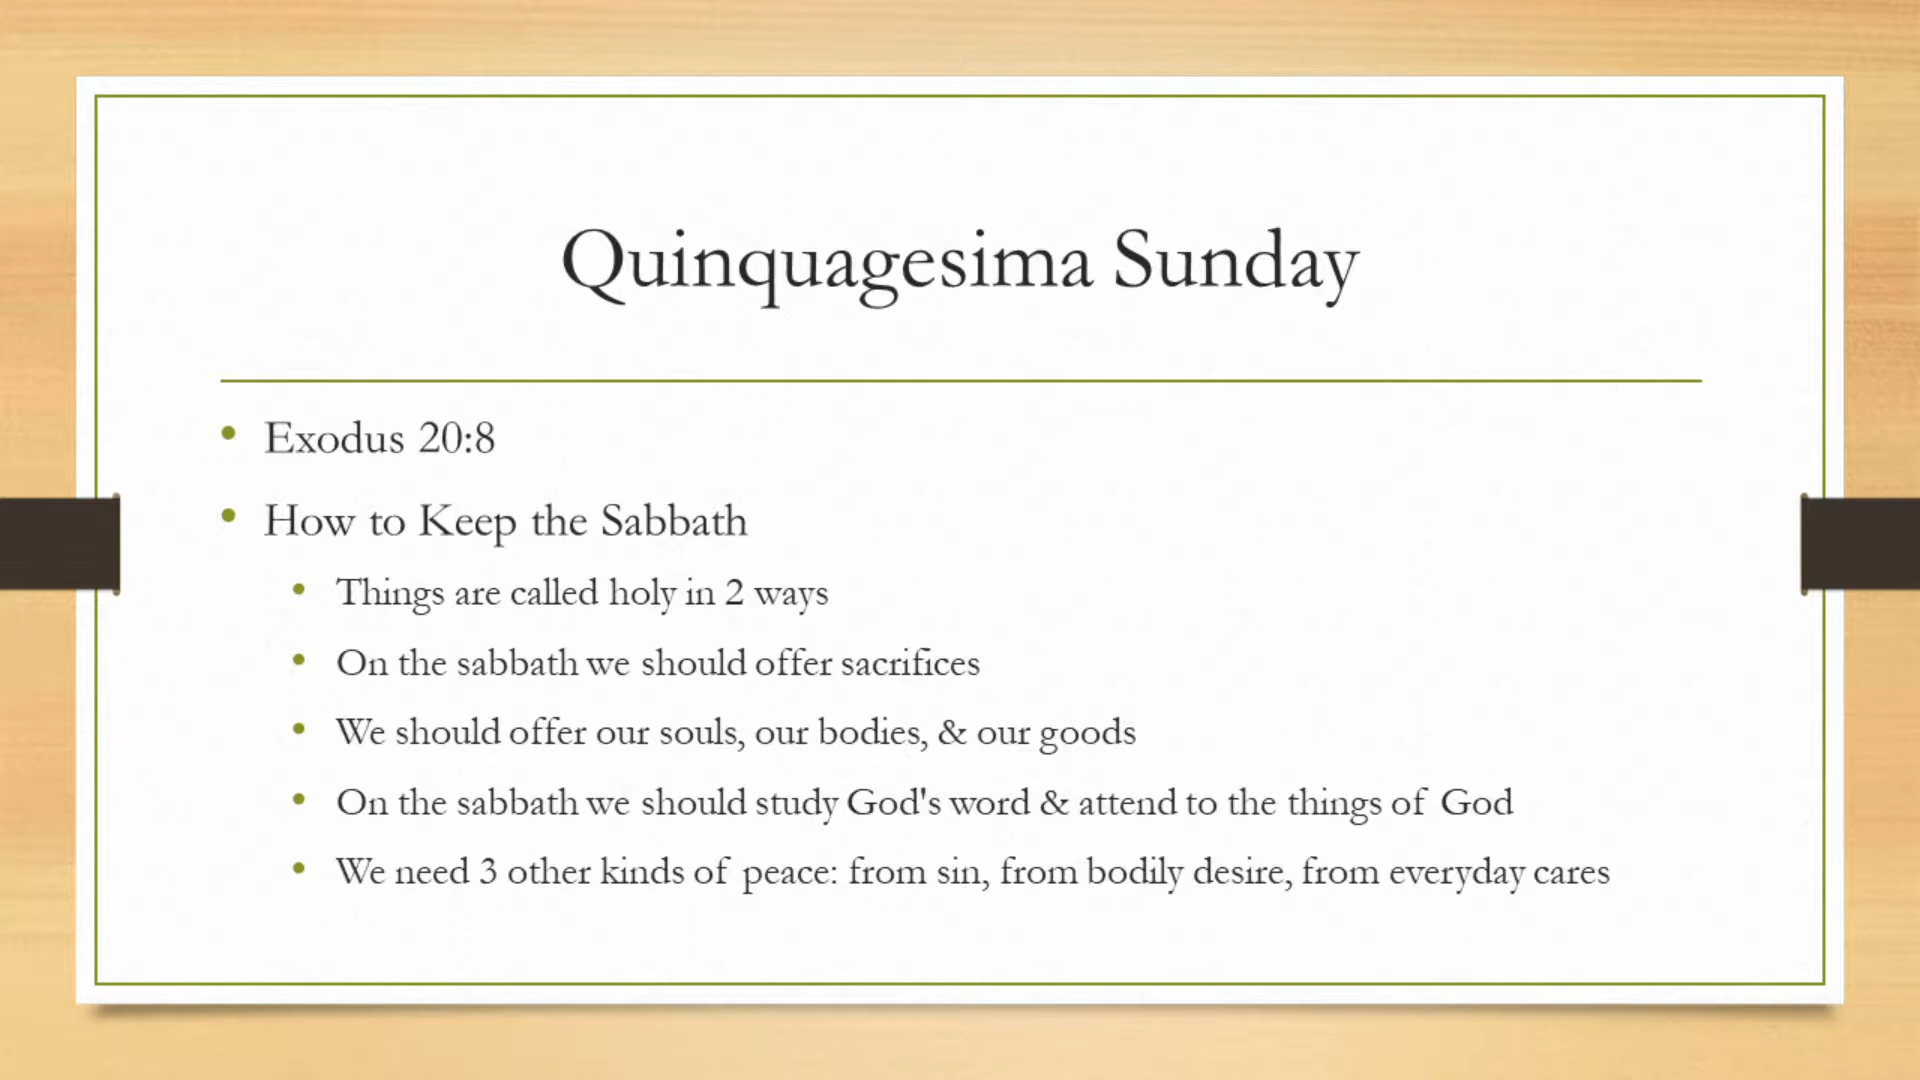 Quinquagesima Sunday
• Exodus 20:8
• How to Keep the Sabbath
• Things are called holy in 2 ways
• On the sabbath we should offer sacrifices
• We should offer our souls, our bodies, & our goods
• On the sabbath we should study God's word & attend to the things of God
• We need 3 other kinds of peace: from sin, from bodily desire, from everyday cares